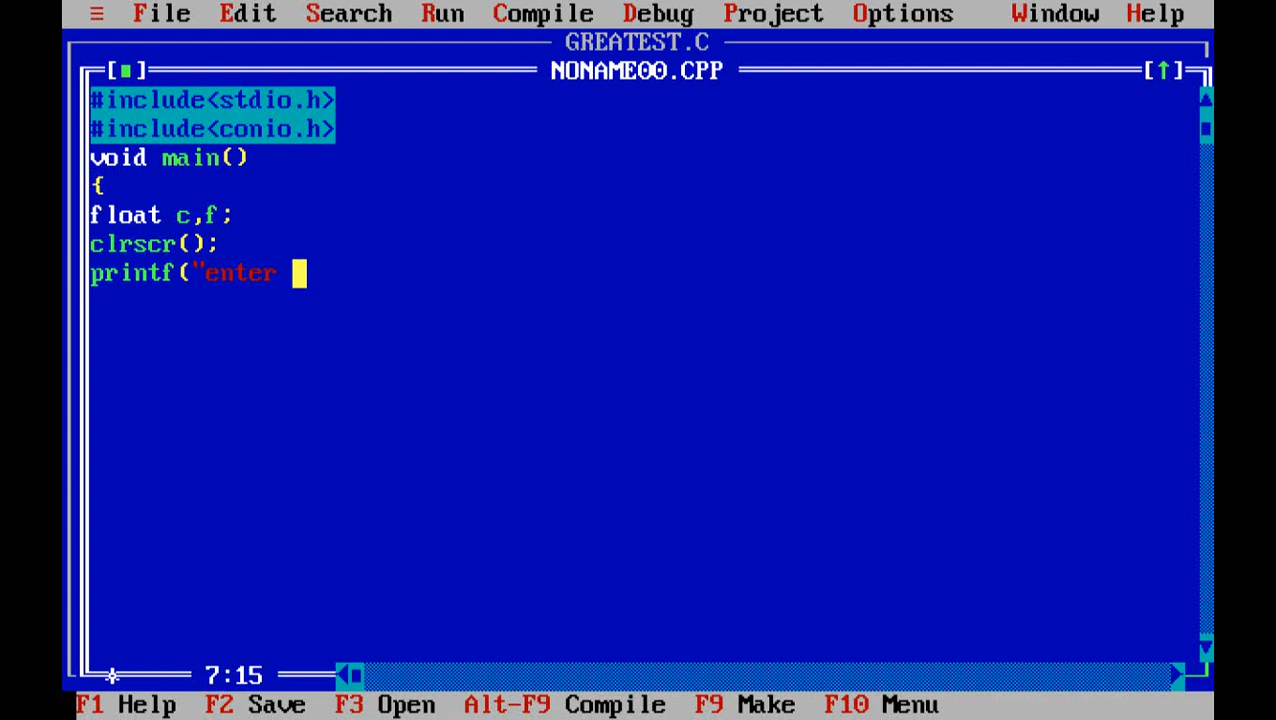 ≡ File Edit Search Run Compile Debug Project Options Window Help
GREATEST.C
[■] NONAME00.CPP [↑]
#include<stdio.h>
#include<conio.h>
void main()
{
float c,f;
clrscr();
printf("enter
7:15
F1 Help F2 Save F3 Open Alt-F9 Compile F9 Make F10 Menu